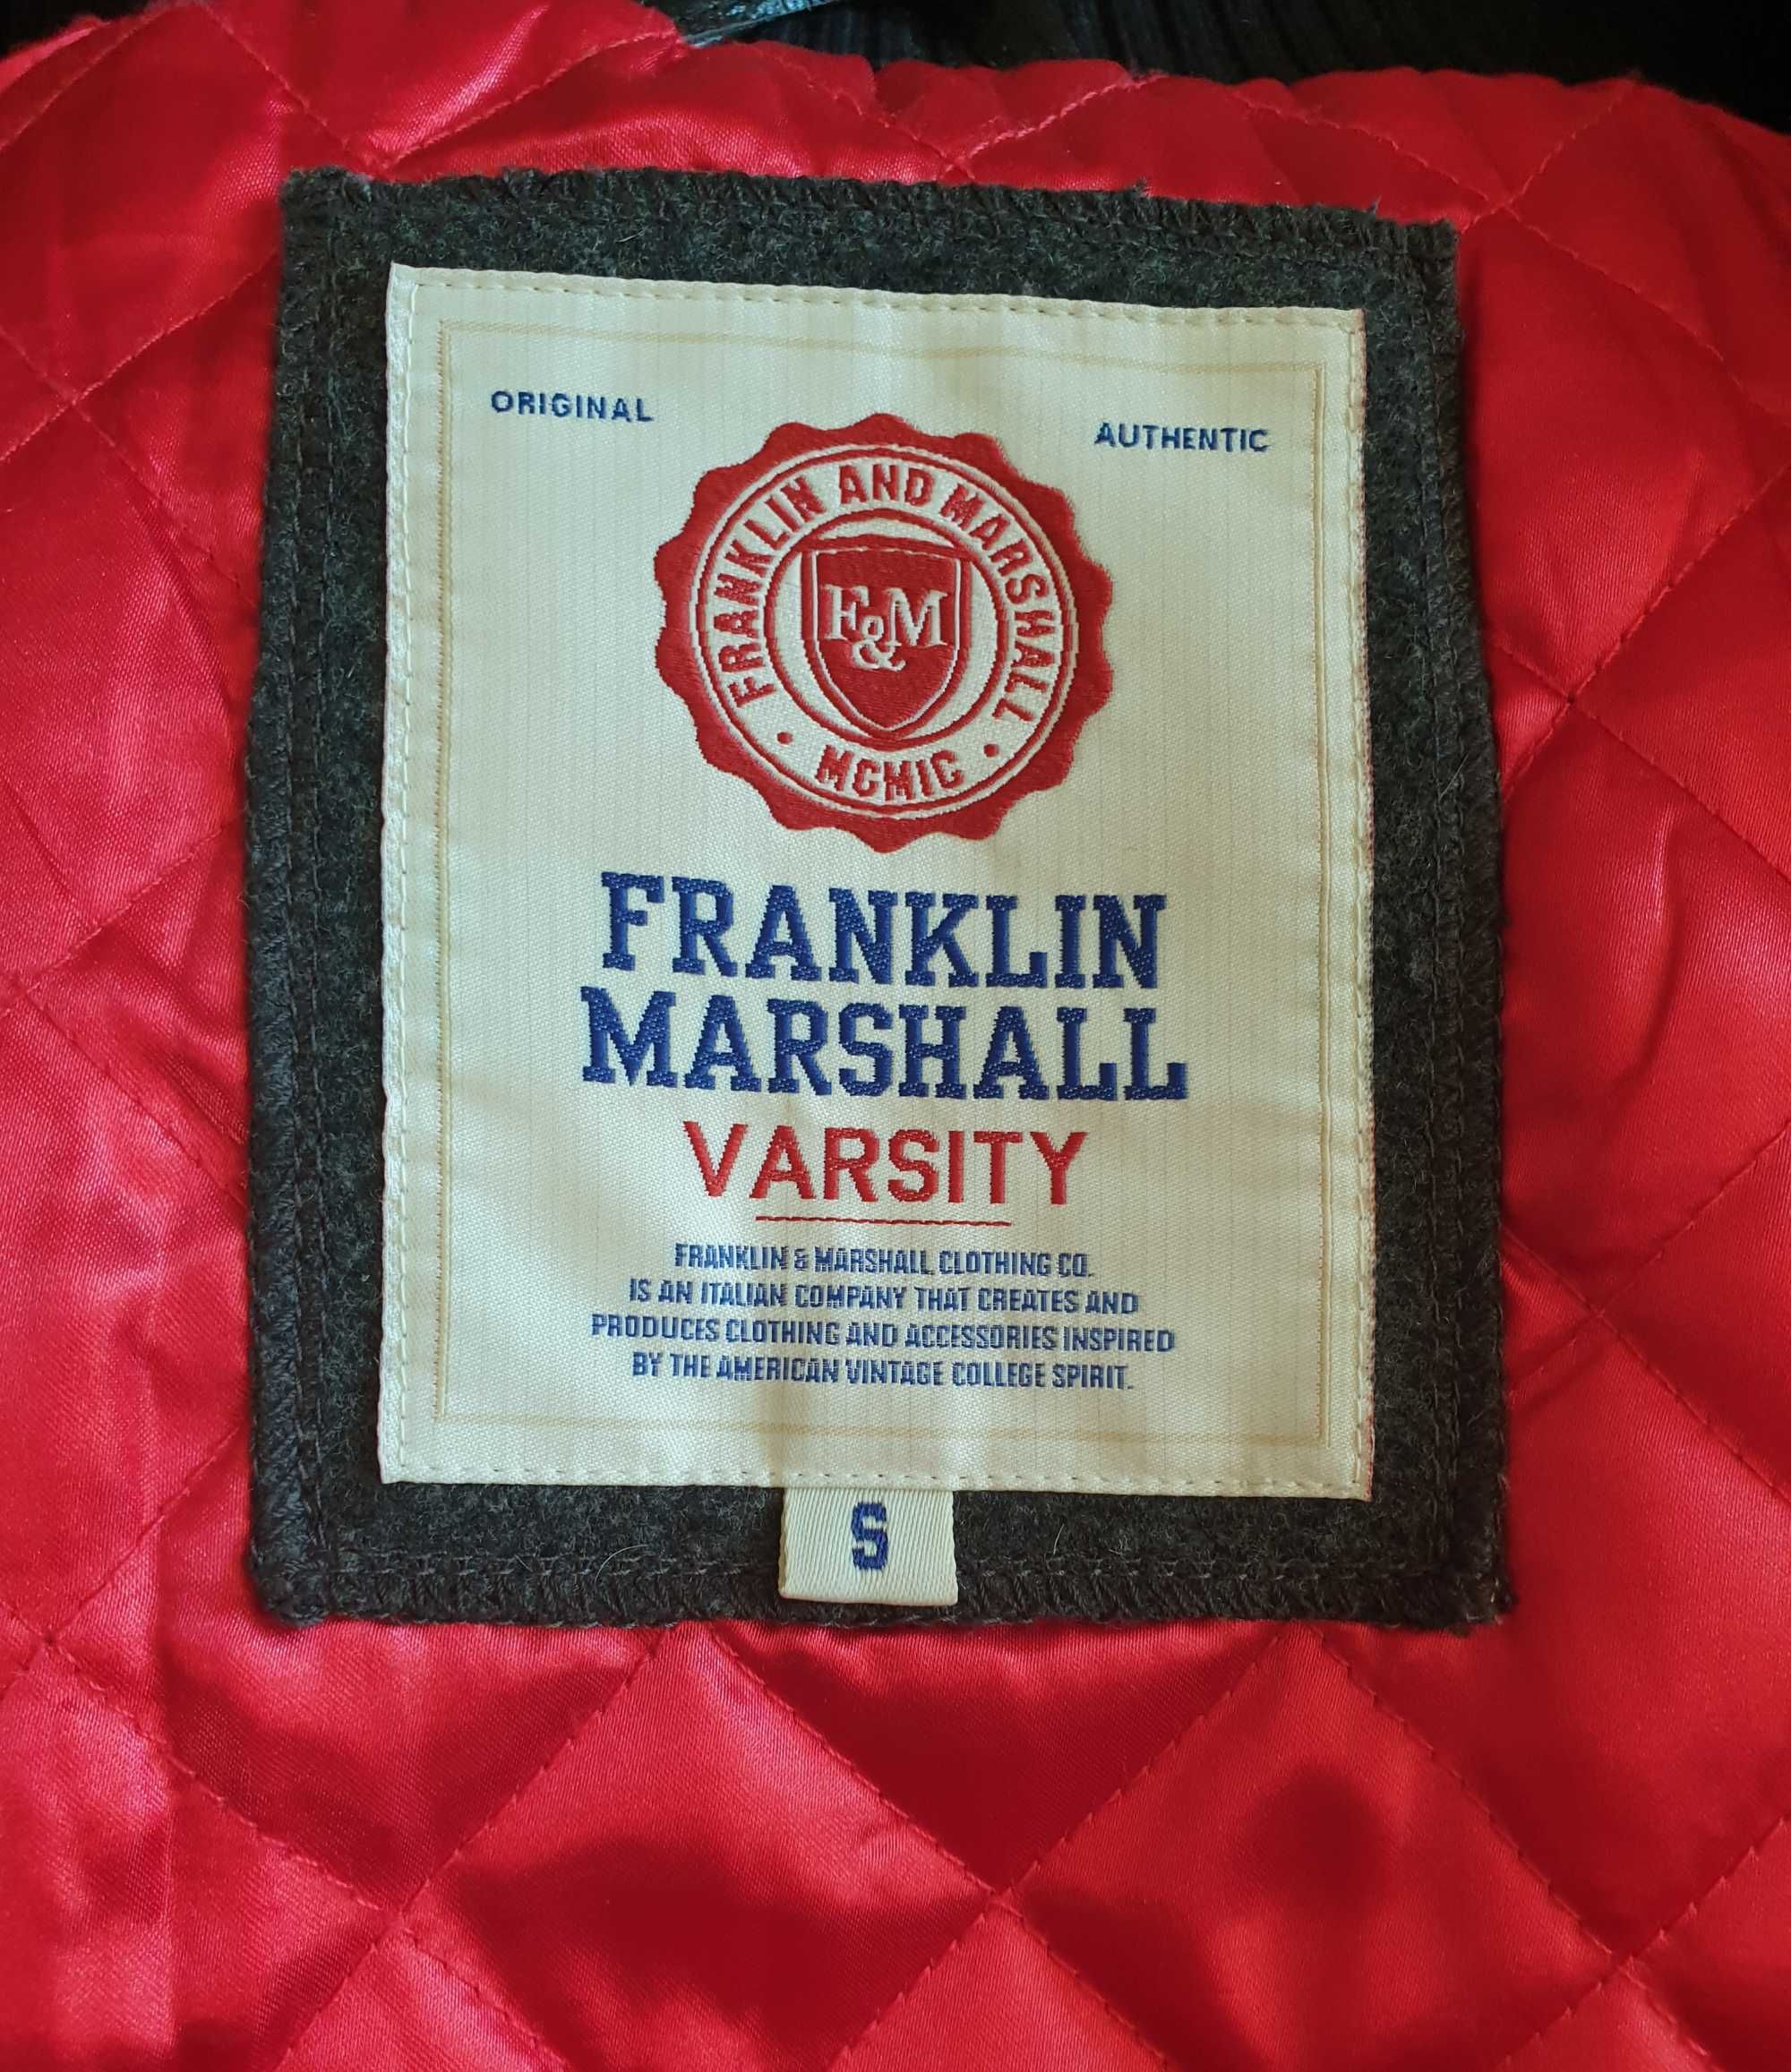 ORIGINAL
AUTHENTIC
FRANKLIN AND MARSHALL
F&M
• MCMIC •
FRANKLIN
MARSHALL
VARSITY
FRANKLIN & MARSHALL CLOTHING CO.
IS AN ITALIAN COMPANY THAT CREATES AND
PRODUCES CLOTHING AND ACCESSORIES INSPIRED
BY THE AMERICAN VINTAGE COLLEGE SPIRIT.
S